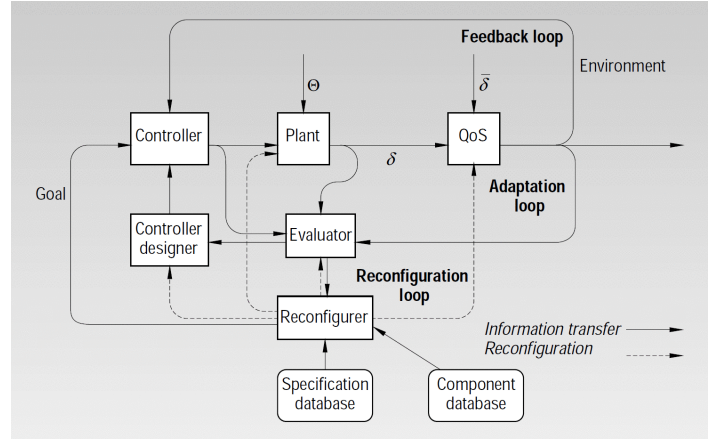 Feedback loop
Environment
Θ
δ̅
Controller
Plant
QoS
δ
Goal
Adaptation
loop
Controller
designer
Evaluator
Reconfiguration
loop
Reconfigurer
Information transfer
Reconfiguration
Specification
database
Component
database